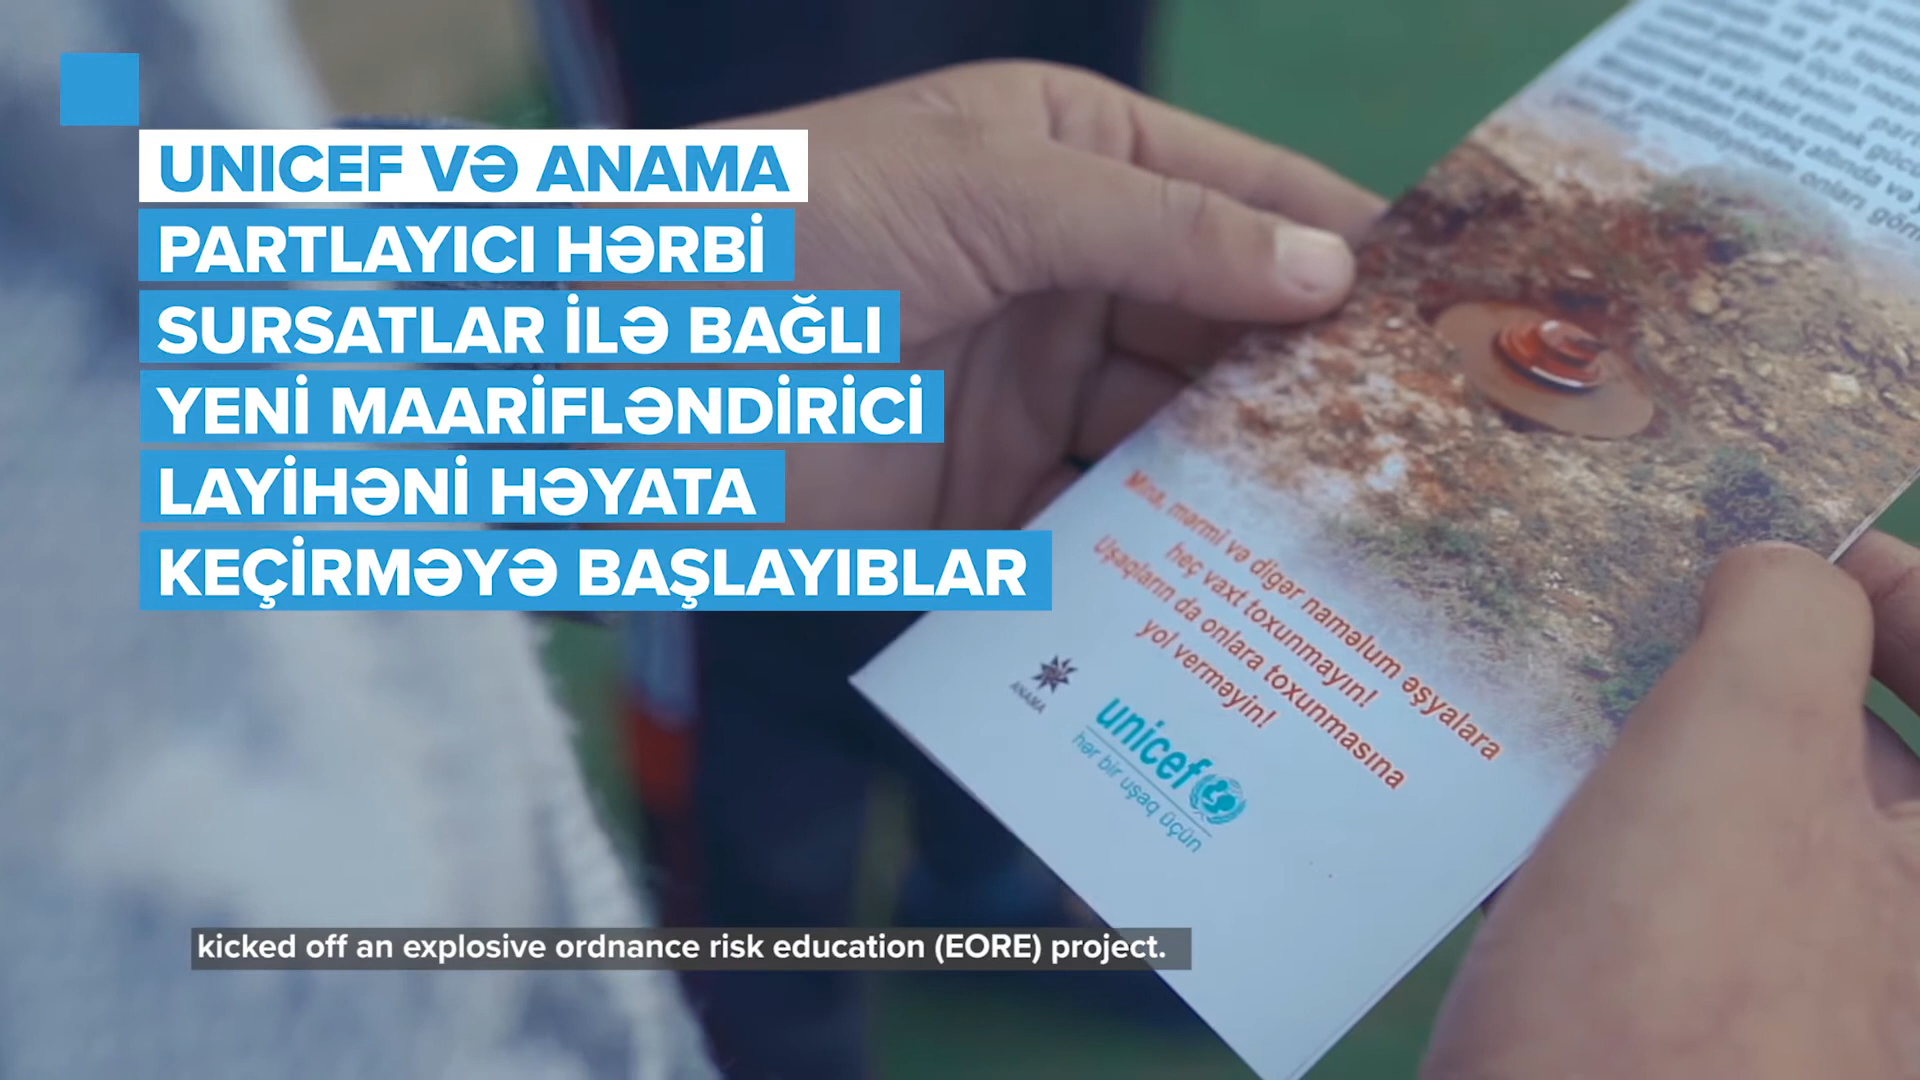 UNICEF VƏ ANAMA
PARTLAYICI HƏRBİ
SURSATLAR İLƏ BAĞLI
YENİ MAARİFLƏNDİRİCİ
LAYİHƏNİ HƏYATA
KEÇİRMƏYƏ BAŞLAYIBLAR
Mina, mərmi və digər naməlum əşyalara
heç vaxt toxunmayın!
Uşaqların da onlara toxunmasına
yol verməyin!
ANAMA
unicef
hər bir uşaq üçün
kicked off an explosive ordnance risk education (EORE) project.